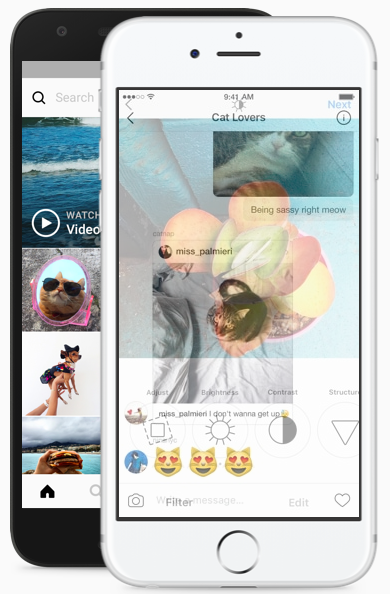 Search
WATCH
Video
9:41 AM
Next
Cat Lovers
Being sassy right meow
catnap
miss_palmieri
Adjust
Brightness
Contrast
Structure
miss_palmieri I don't wanna get up
Write a message...
Filter
Edit